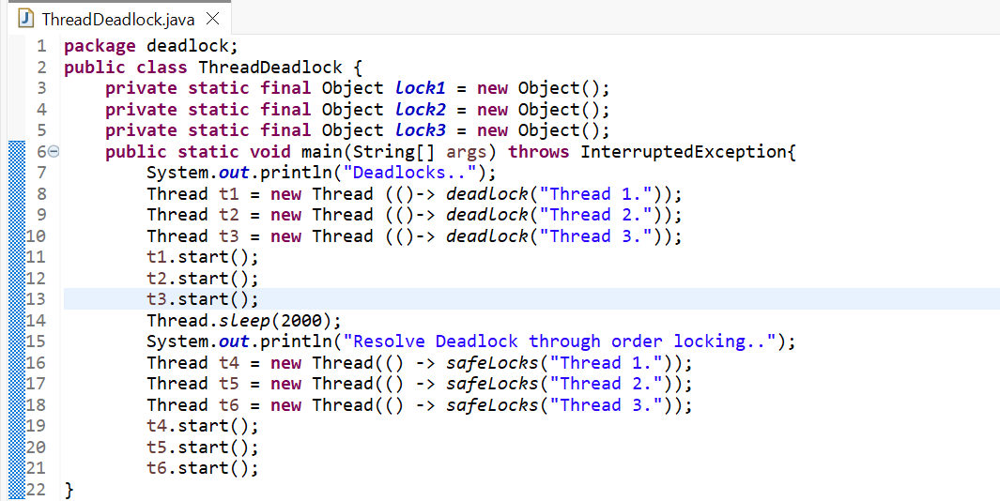 ThreadDeadlock.java
1 package deadlock;
2 public class ThreadDeadlock {
3     private static final Object lock1 = new Object();
4     private static final Object lock2 = new Object();
5     private static final Object lock3 = new Object();
6     public static void main(String[] args) throws InterruptedException{
7         System.out.println("Deadlocks..");
8         Thread t1 = new Thread (()-> deadlock("Thread 1."));
9         Thread t2 = new Thread (()-> deadlock("Thread 2."));
10         Thread t3 = new Thread (()-> deadlock("Thread 3."));
11         t1.start();
12         t2.start();
13         t3.start();
14         Thread.sleep(2000);
15         System.out.println("Resolve Deadlock through order locking..");
16         Thread t4 = new Thread(() -> safeLocks("Thread 1."));
17         Thread t5 = new Thread(() -> safeLocks("Thread 2."));
18         Thread t6 = new Thread(() -> safeLocks("Thread 3."));
19         t4.start();
20         t5.start();
21         t6.start();
22 }